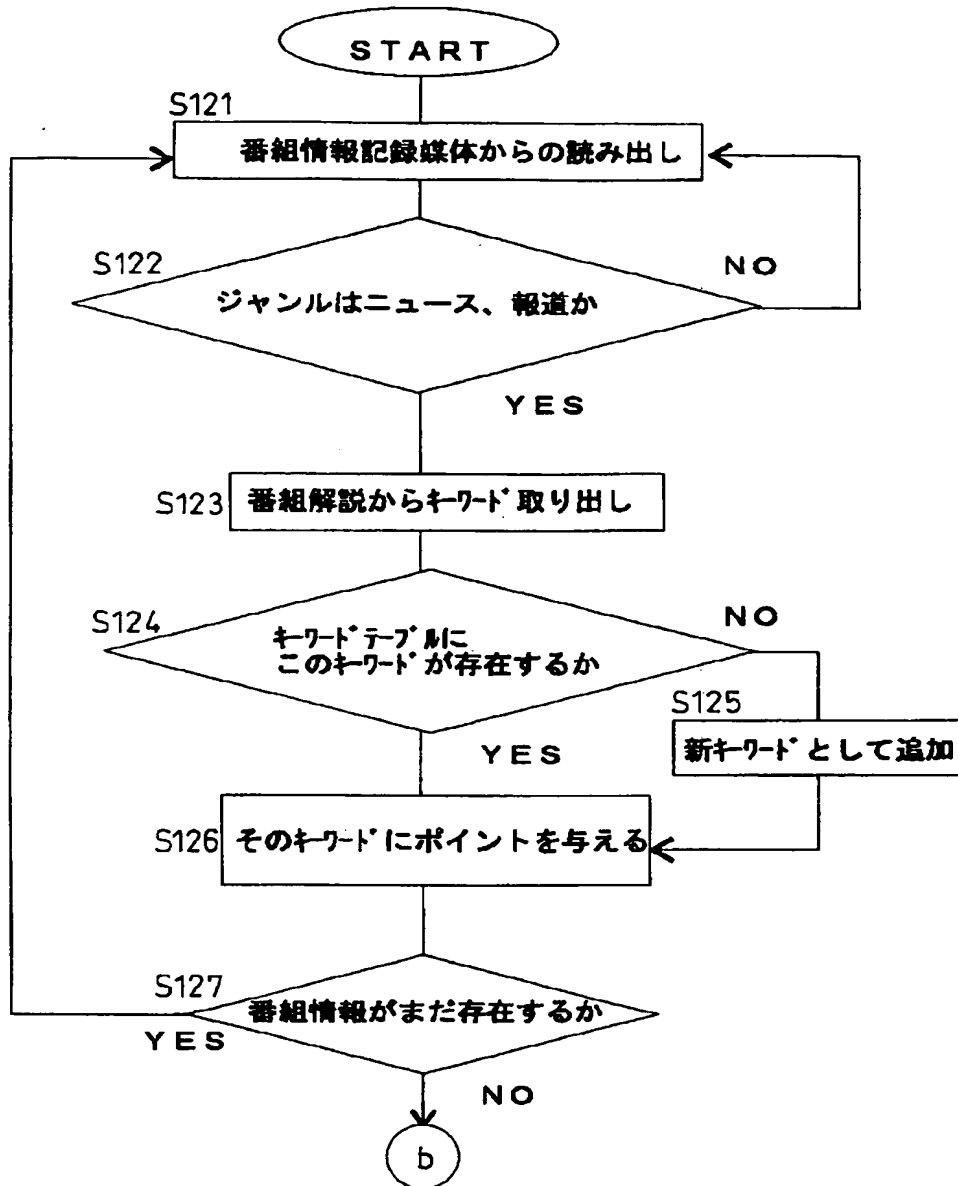 START
S121
番組情報記録媒体からの読み出し
S122
NO
ジャンルはニュース、報道か
YES
S123
番組解説からキーワード取り出し
S124
NO
キーワードテーブルに
このキーワードが存在するか
S125
YES
新キーワードとして追加
S126
そのキーワードにポイントを与える
S127
番組情報がまだ存在するか
YES
NO
b